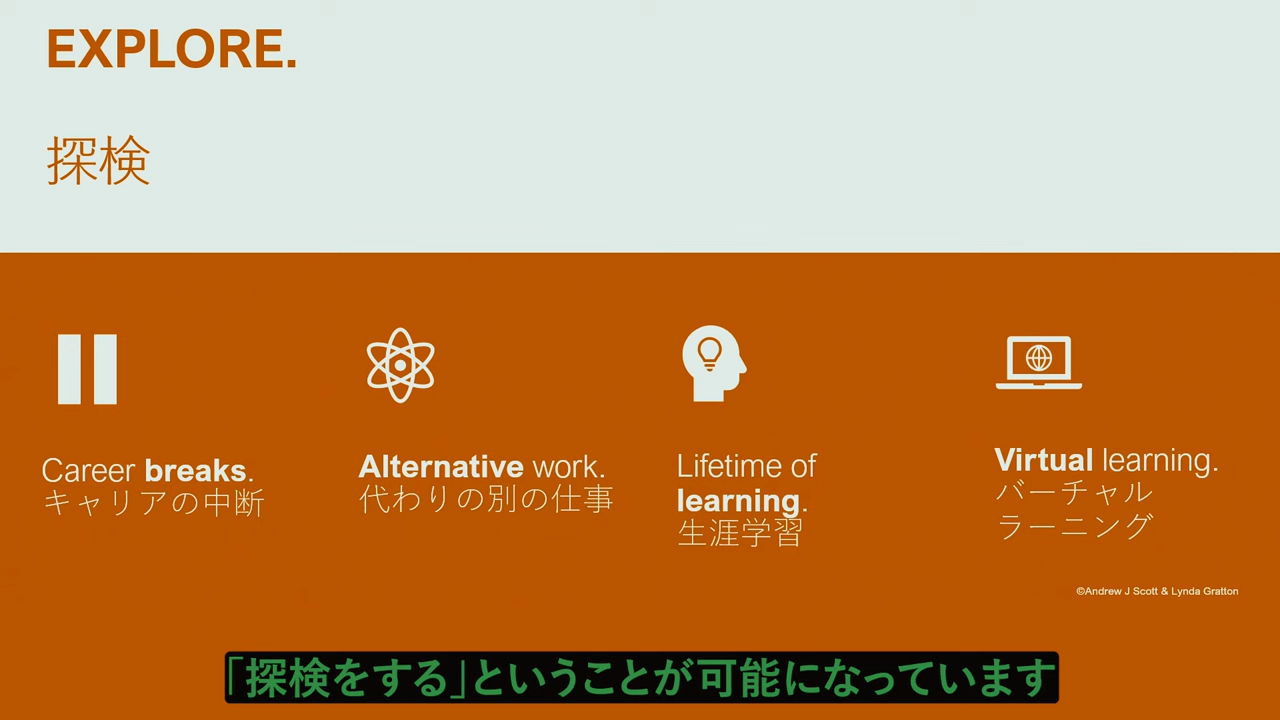 EXPLORE.
探検
Career breaks.
キャリアの中断
Alternative work.
代わりの別の仕事
Lifetime of
learning.
生涯学習
Virtual learning.
バーチャル
ラーニング
©Andrew J Scott & Lynda Gratton
「探検をする」ということが可能になっています